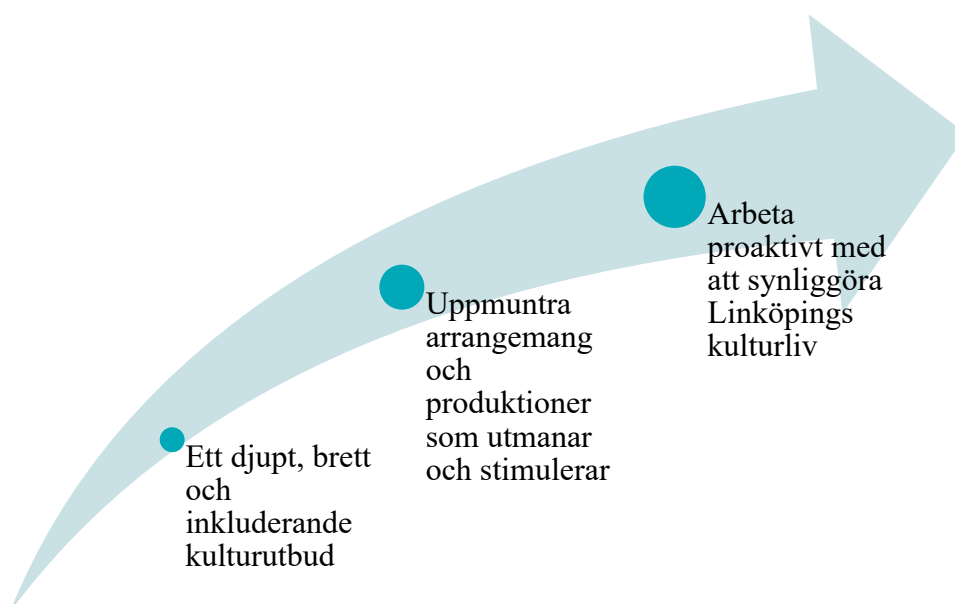 Ett djupt, brett
och
inkluderande
kulturutbud
Uppmuntra
arrangemang
och
produktioner
som utmanar
och stimulerar
Arbeta
proaktivt med
att synliggöra
Linköpings
kulturliv